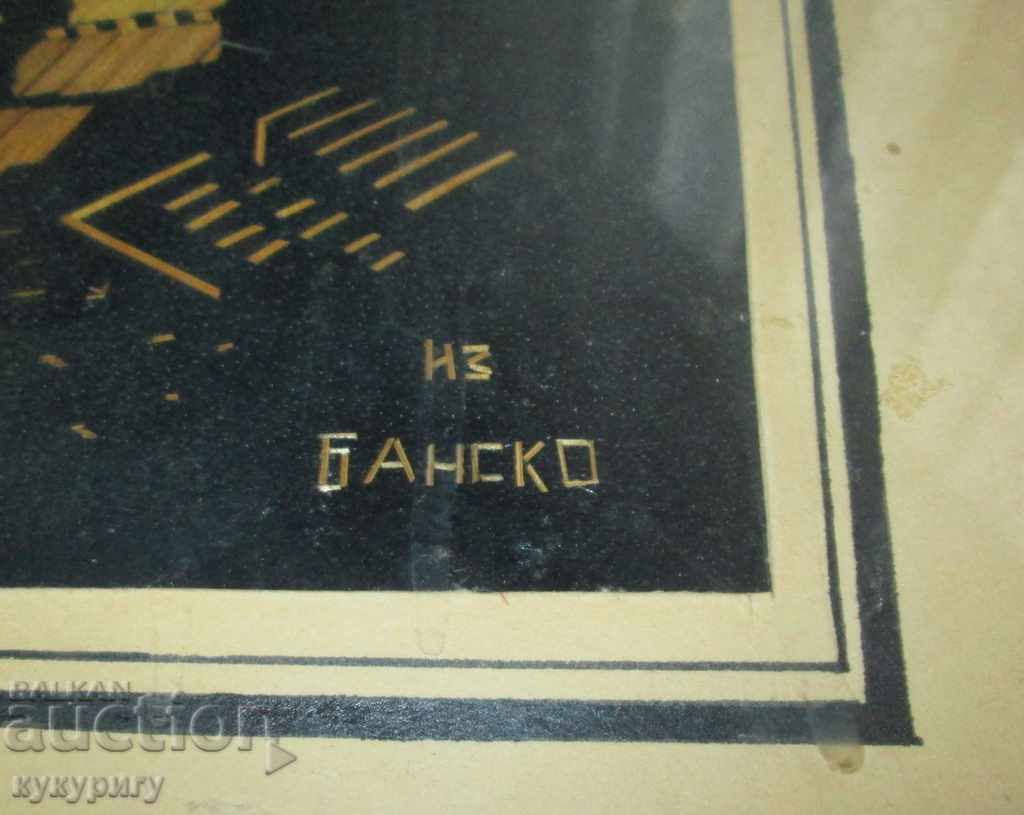 ИЗ
БАНСКО
BALKAN
auction
кукуригу